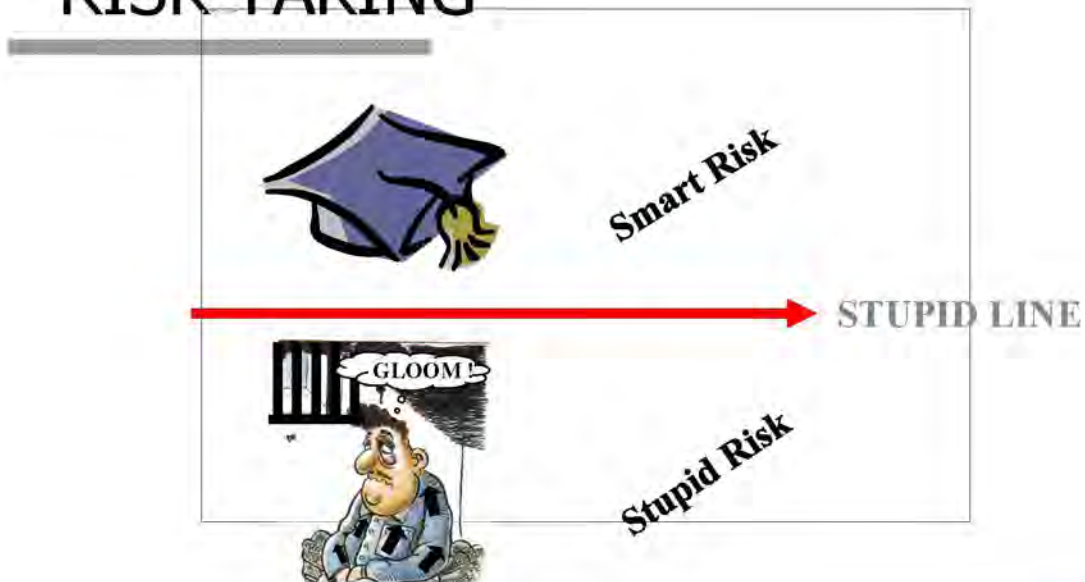 RISK TAKING
Smart Risk
STUPID LINE
GLOOM !
Stupid Risk